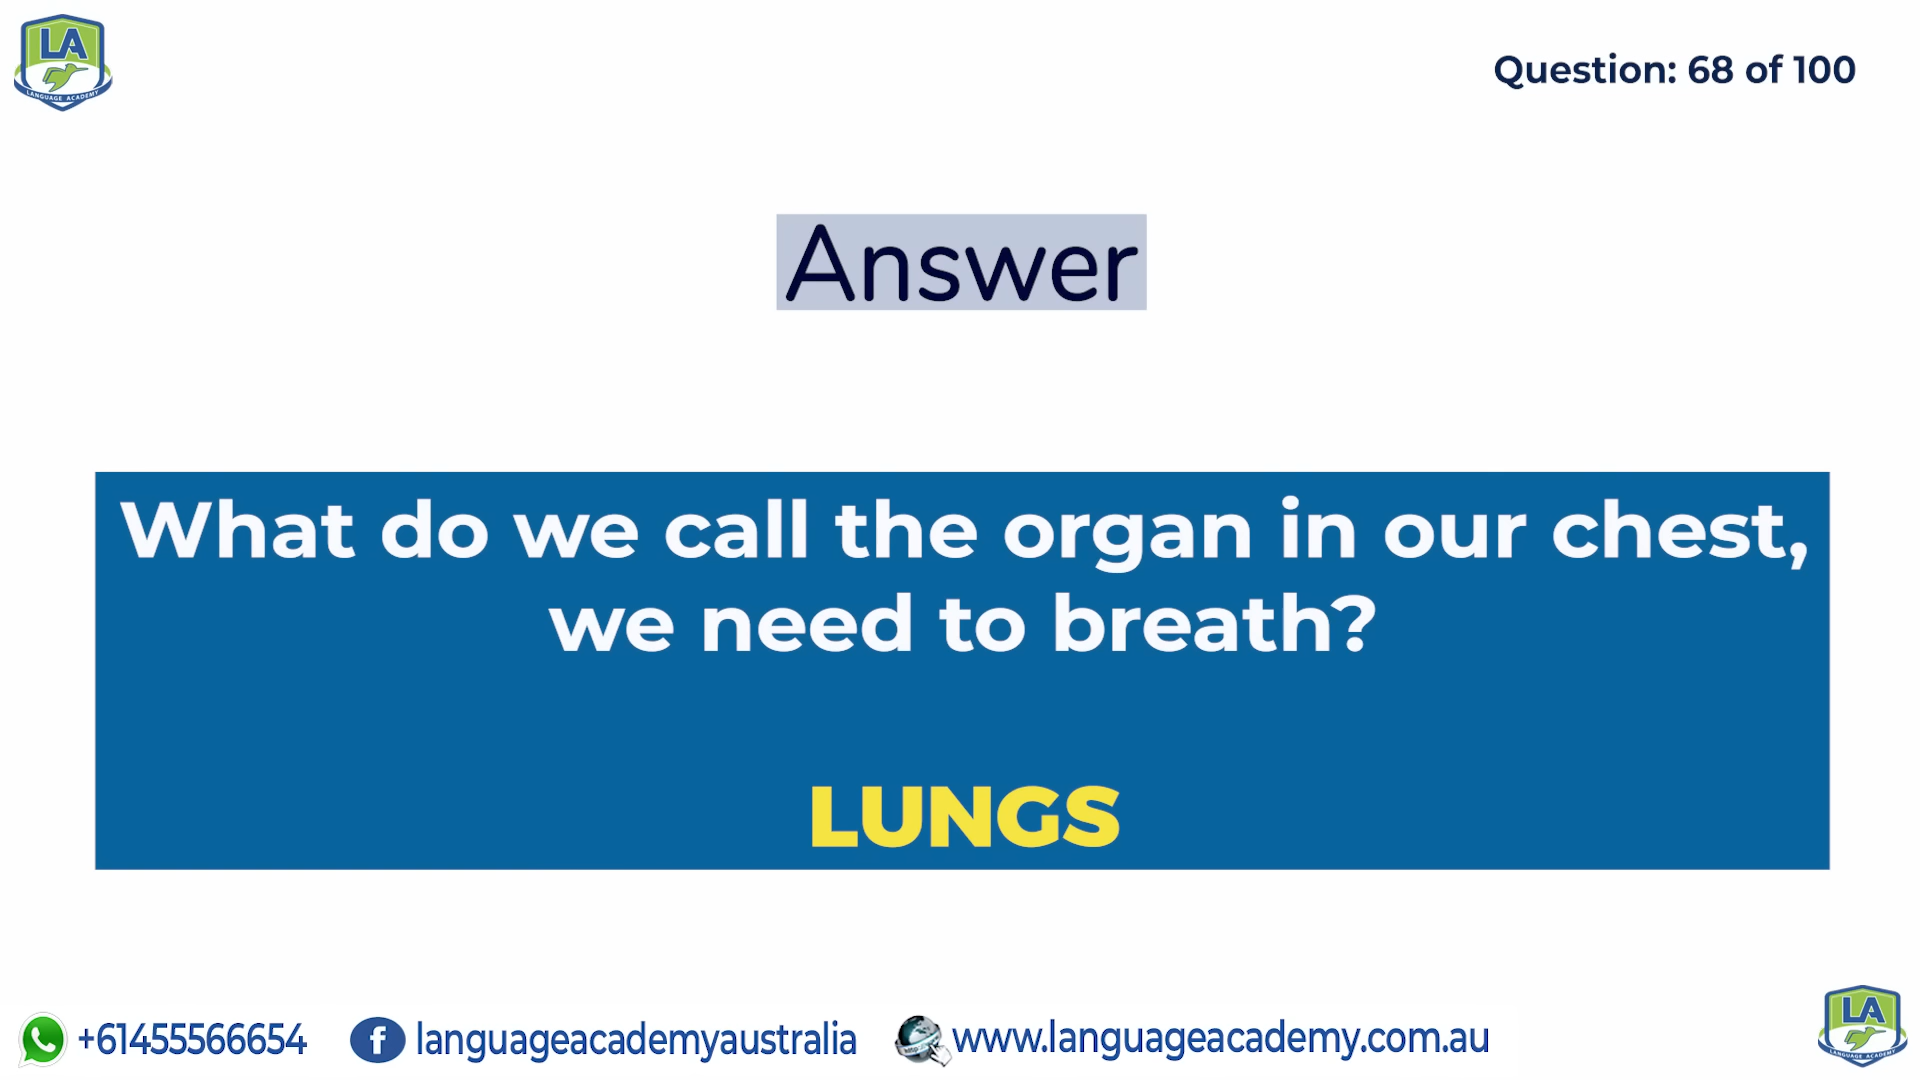 LA
LANGUAGE ACADEMY
Question: 68 of 100
Answer
What do we call the organ in our chest,
we need to breath?
LUNGS
+61455566654
f languageacademyaustralia
http
www.languageacademy.com.au
LA
LANGUAGE ACADEMY